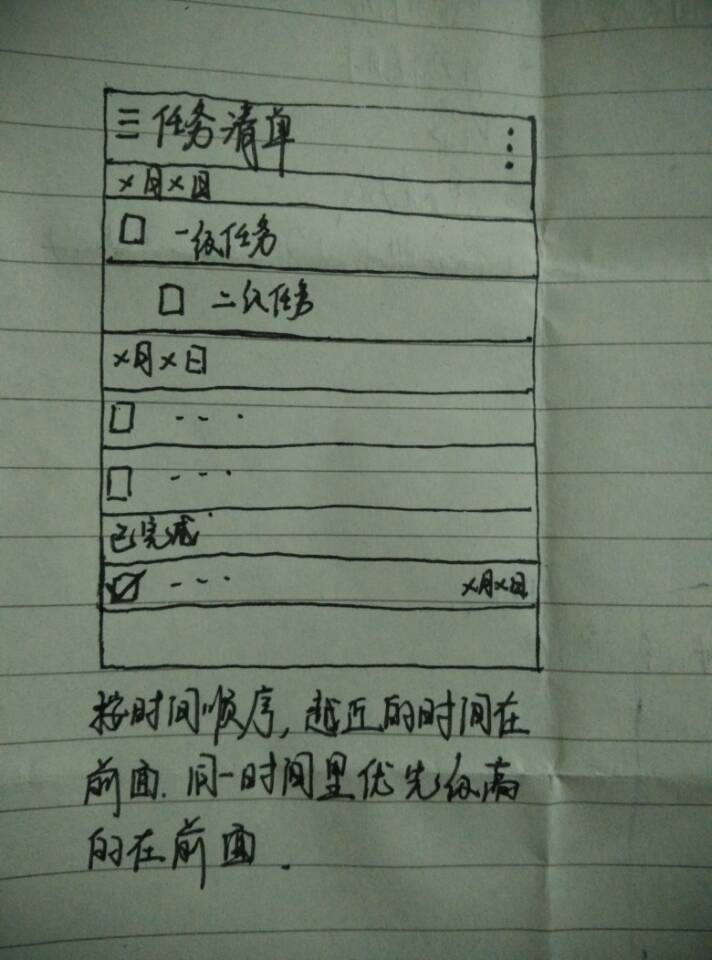 三任务清单 ⋮
×月×日
一级任务
二级任务
×月×日
- - -
- - -
已完成
- - - ×月×日
按时间顺序,越近的时间在
前面.同一时间里优先级高
的在前面.